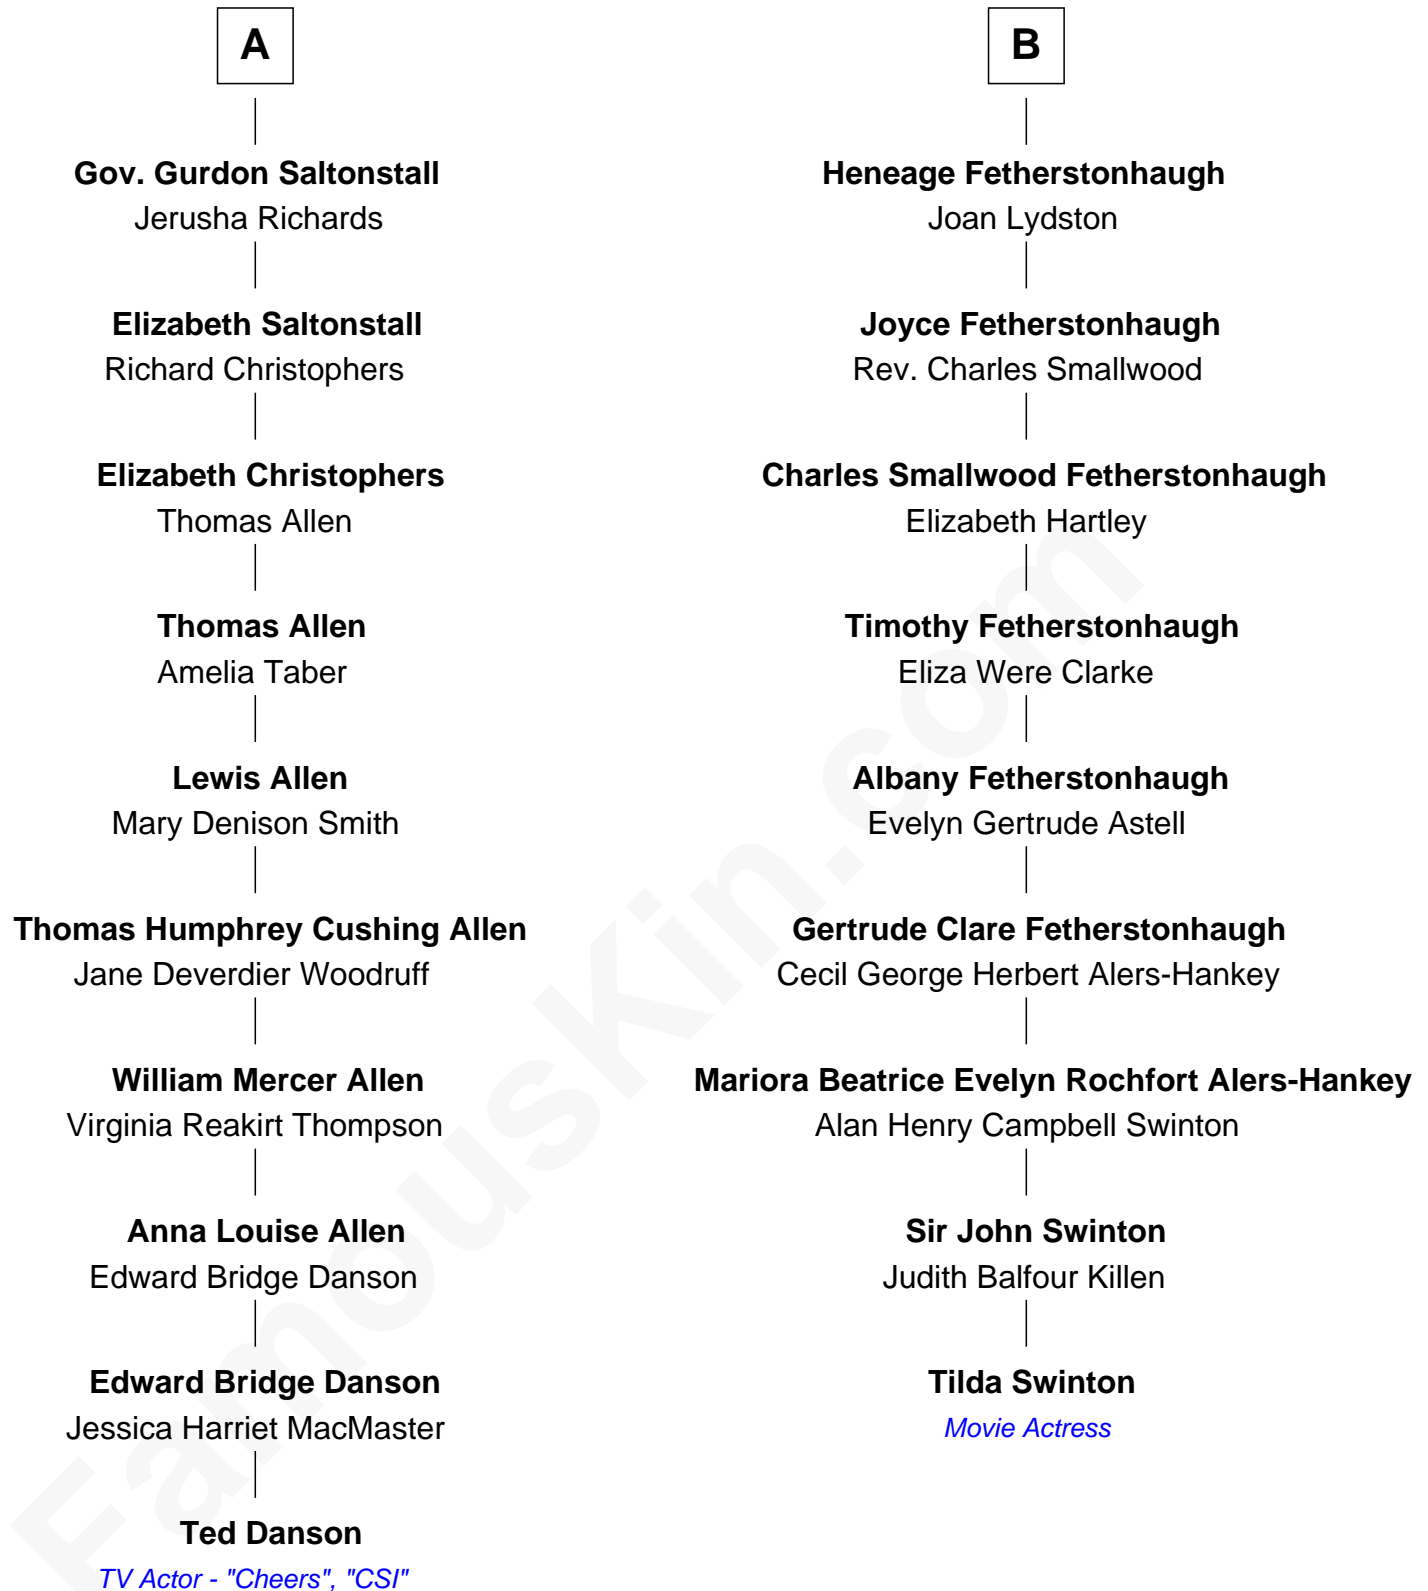 A
Gov. Gurdon Saltonstall
Jerusha Richards
Elizabeth Saltonstall
Richard Christophers
Elizabeth Christophers
Thomas Allen
Thomas Allen
Amelia Taber
Lewis Allen
Mary Denison Smith
Thomas Humphrey Cushing Allen
Jane Deverdier Woodruff
William Mercer Allen
Virginia Reakirt Thompson
Anna Louise Allen
Edward Bridge Danson
Edward Bridge Danson
Jessica Harriet MacMaster
Ted Danson
TV Actor - "Cheers", "CSI"
B
Heneage Fetherstonhaugh
Joan Lydston
Joyce Fetherstonhaugh
Rev. Charles Smallwood
Charles Smallwood Fetherstonhaugh
Elizabeth Hartley
Timothy Fetherstonhaugh
Eliza Were Clarke
Albany Fetherstonhaugh
Evelyn Gertrude Astell
Gertrude Clare Fetherstonhaugh
Cecil George Herbert Alers-Hankey
Mariora Beatrice Evelyn Rochfort Alers-Hankey
Alan Henry Campbell Swinton
Sir John Swinton
Judith Balfour Killen
Tilda Swinton
Movie Actress
FamousKin.com